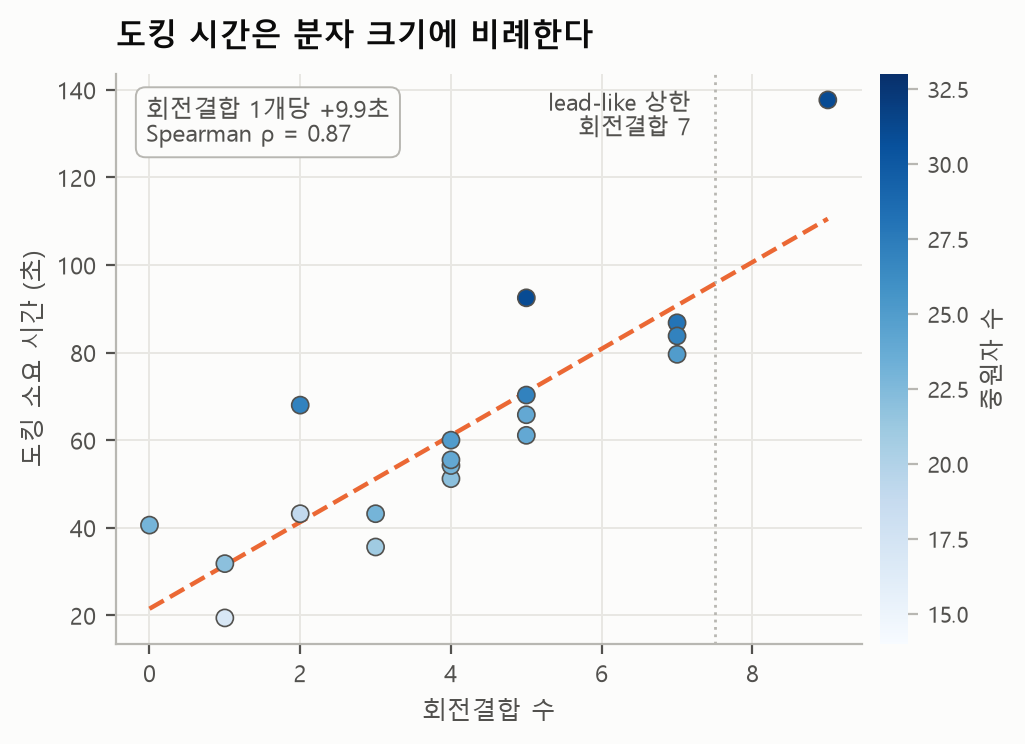 도킹 시간은 분자 크기에 비례한다
회전결합 1개당 +9.9초
Spearman ρ = 0.87
lead-like 상한
회전결합 7
도킹 소요 시간 (초)
140
120
100
80
60
40
20
0
2
4
6
8
회전결합 수
32.5
30.0
27.5
25.0
22.5
20.0
17.5
15.0
중원자 수